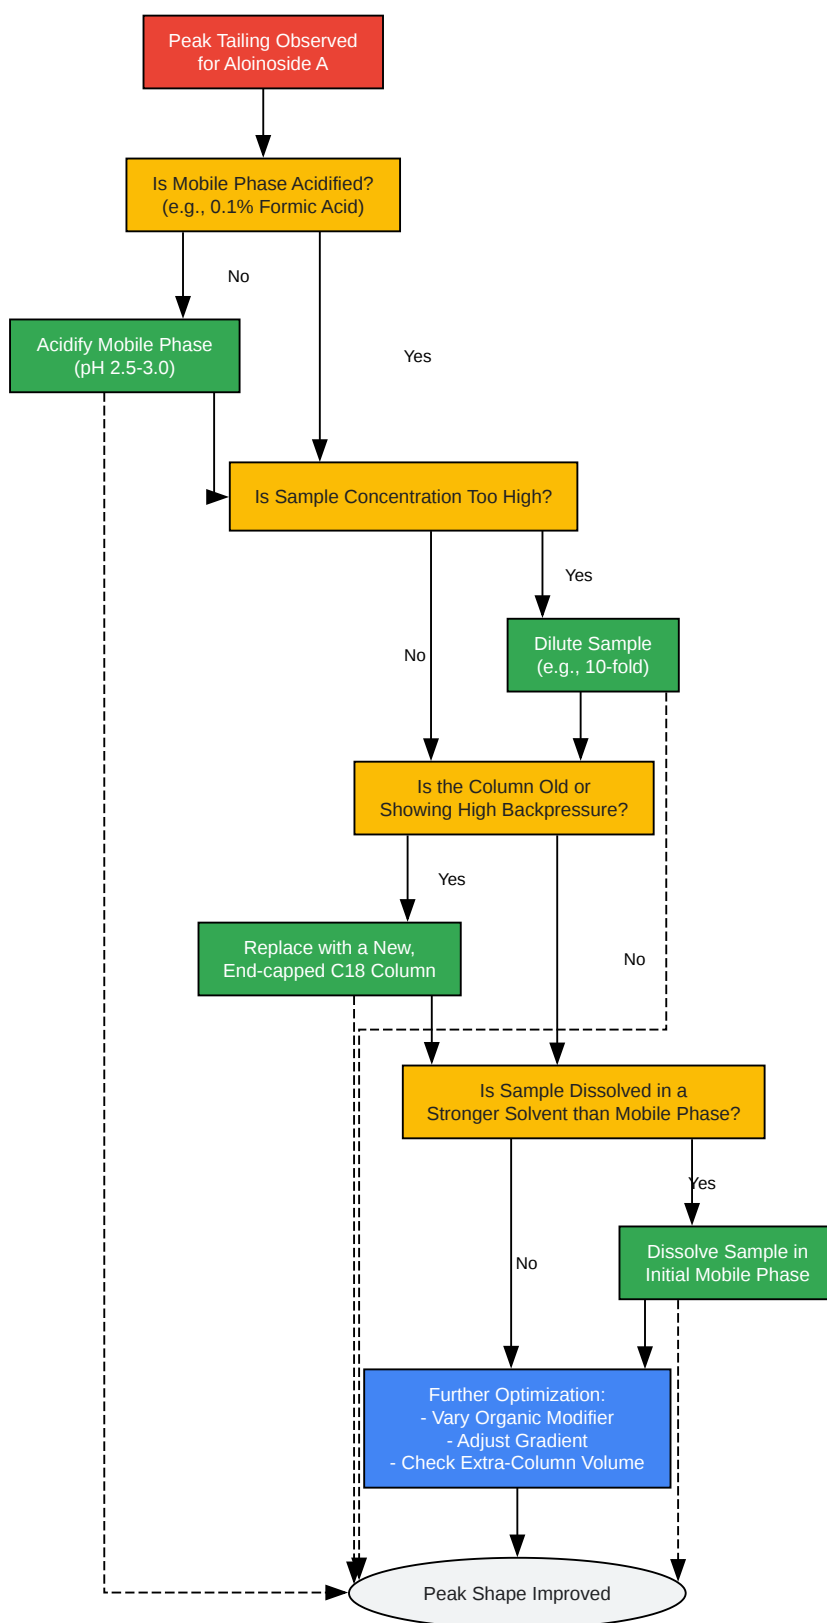 Peak Tailing Observed
for Aloinoside A
Is Mobile Phase Acidified?
(e.g., 0.1% Formic Acid)
No
Acidify Mobile Phase
(pH 2.5-3.0)
Yes
Is Sample Concentration Too High?
Yes
Dilute Sample
(e.g., 10-fold)
No
Is the Column Old or
Showing High Backpressure?
Yes
Replace with a New,
End-capped C18 Column
No
Is Sample Dissolved in a
Stronger Solvent than Mobile Phase?
Yes
Dissolve Sample in
Initial Mobile Phase
No
Further Optimization:
- Vary Organic Modifier
- Adjust Gradient
- Check Extra-Column Volume
Peak Shape Improved